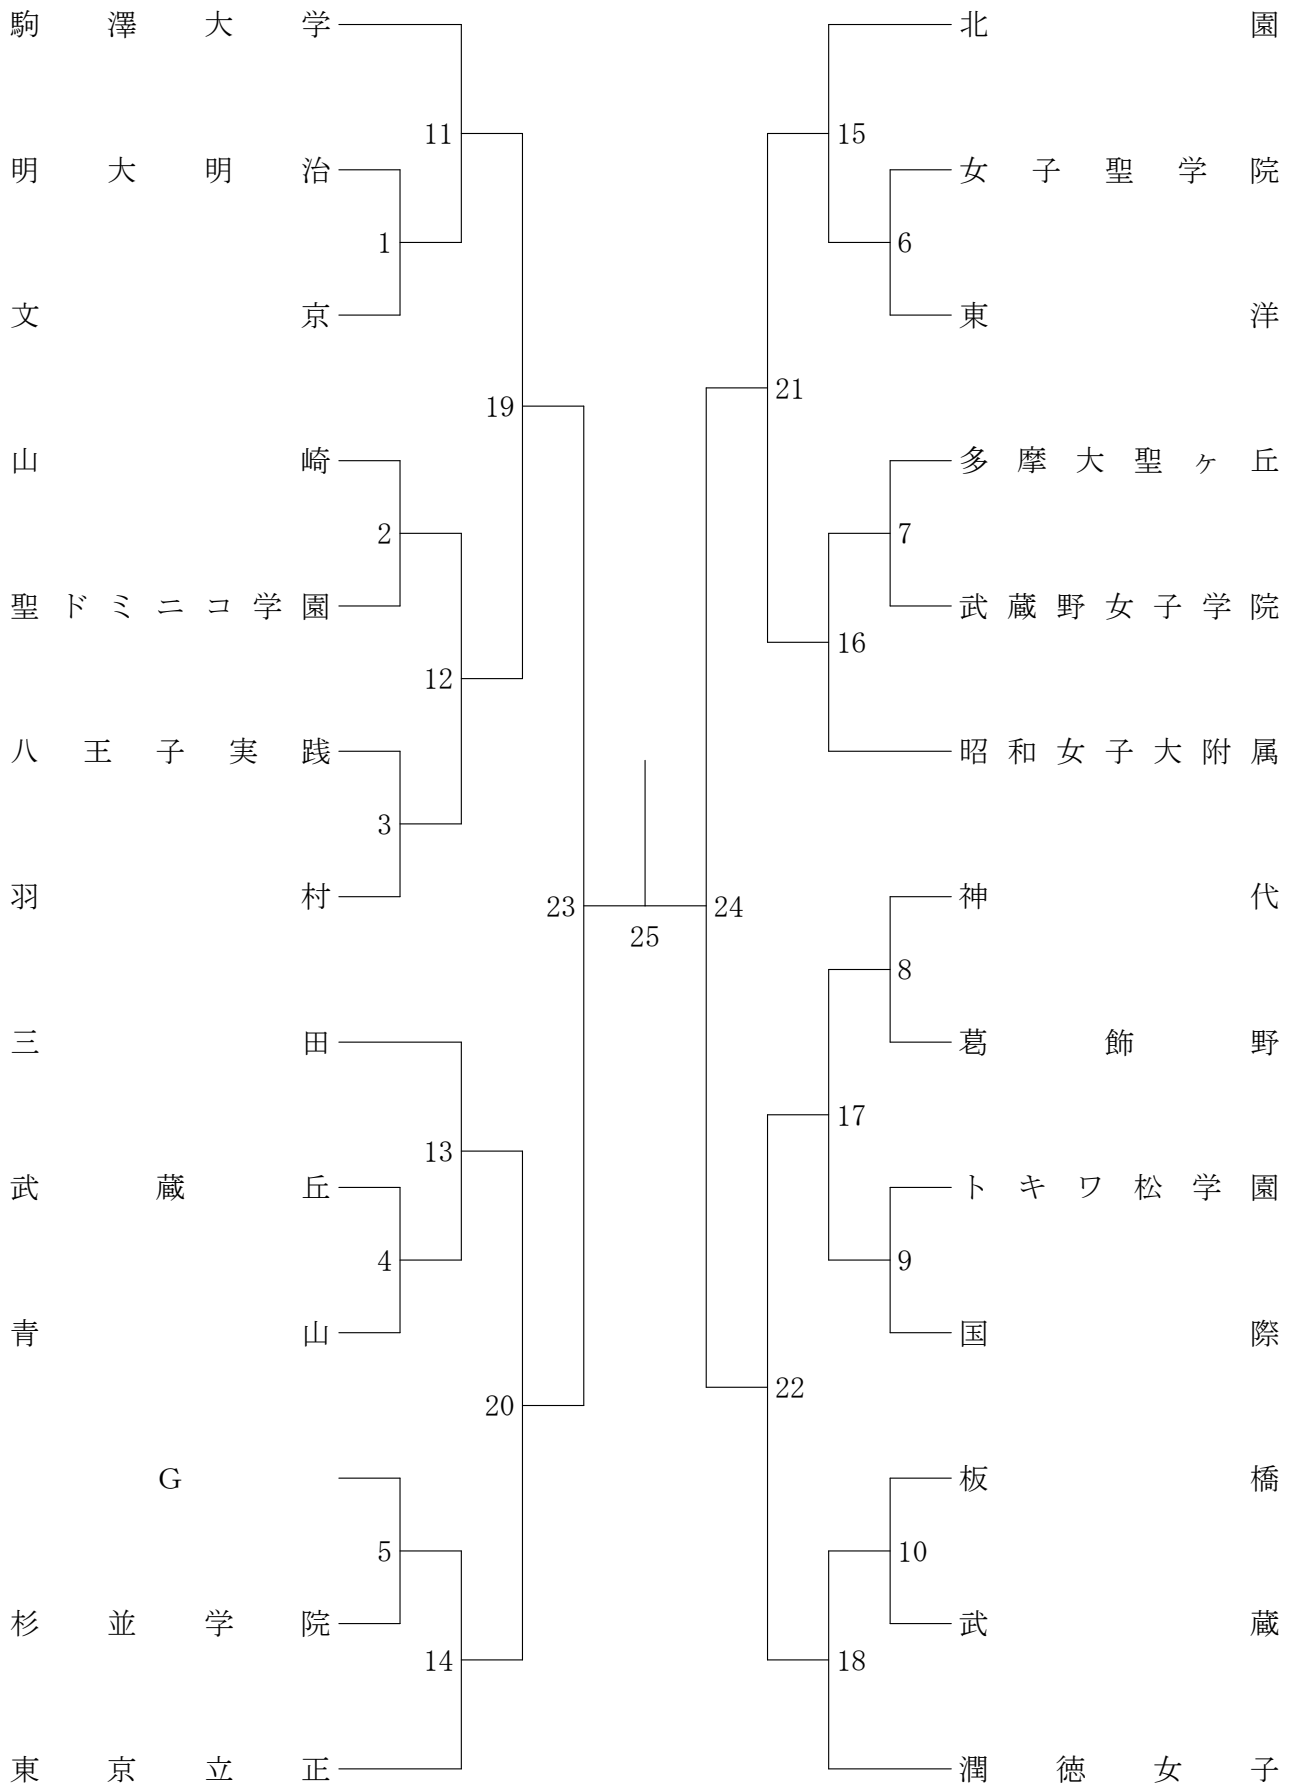 駒澤大学
11
明大明治
1
文京
19
山崎
2
聖ドミニコ学園
12
八王子実践
3
羽村
23
三田
13
武蔵丘
4
青山
20
G
5
杉並学院
14
東京立正
25
北園
15
女子聖学院
6
東洋
21
多摩大聖ヶ丘
7
武蔵野女子学院
16
昭和女子大附属
神代
24
8
葛飾野
17
トキワ松学園
9
国際
22
板橋
10
武蔵
18
潤徳女子